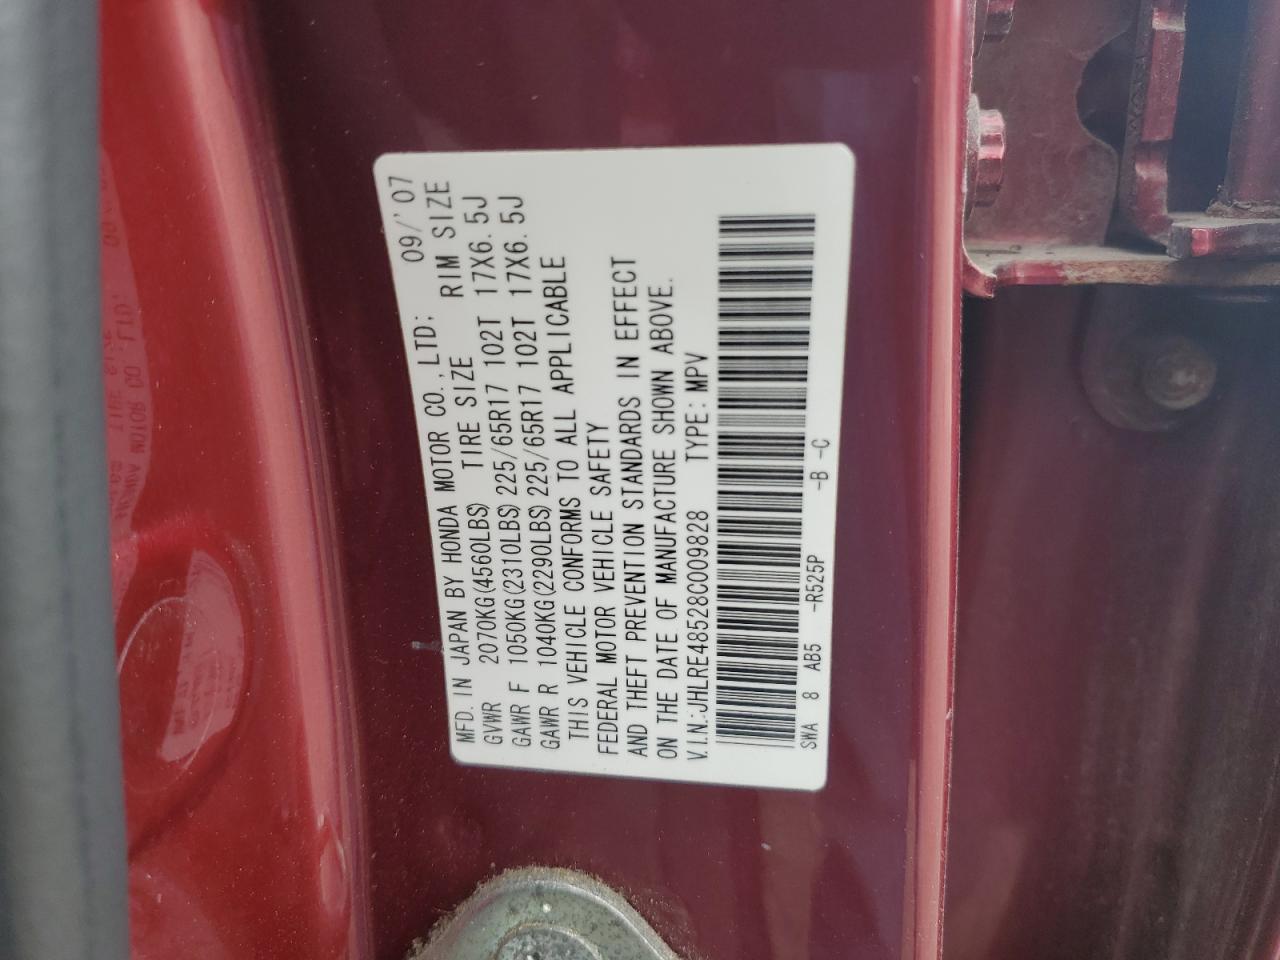 MFD. IN JAPAN BY HONDA MOTOR CO., LTD: 09/'07
GVWR 2070KG(4560LBS) TIRE SIZE RIM SIZE
GAWR F 1050KG(2310LBS) 225/65R17 102T 17X6.5J
GAWR R 1040KG(2290LBS) 225/65R17 102T 17X6.5J
THIS VEHICLE CONFORMS TO ALL APPLICABLE
FEDERAL MOTOR VEHICLE SAFETY
AND THEFT PREVENTION STANDARDS IN EFFECT
ON THE DATE OF MANUFACTURE SHOWN ABOVE.
V.I.N.:JHLRE48528C009828 TYPE:MPV
SWA 8 AB5 -R525P -B -C